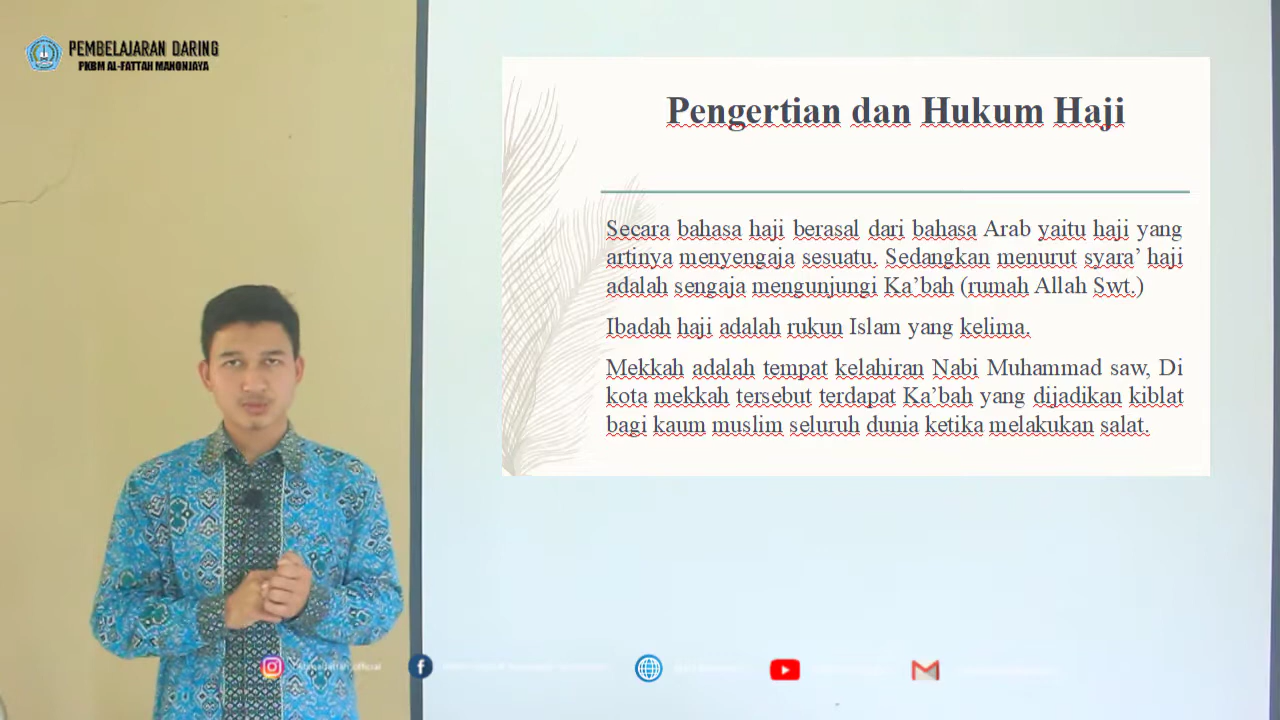 PEMBELAJARAN DARING
PKBM AL-FATTAH MANONJAYA
Pengertian dan Hukum Haji
Secara bahasa haji berasal dari bahasa Arab yaitu haji yang
artinya menyengaja sesuatu. Sedangkan menurut syara’ haji
adalah sengaja mengunjungi Ka’bah (rumah Allah Swt.)
Ibadah haji adalah rukun Islam yang kelima.
Mekkah adalah tempat kelahiran Nabi Muhammad saw, Di
kota mekkah tersebut terdapat Ka’bah yang dijadikan kiblat
bagi kaum muslim seluruh dunia ketika melakukan salat.